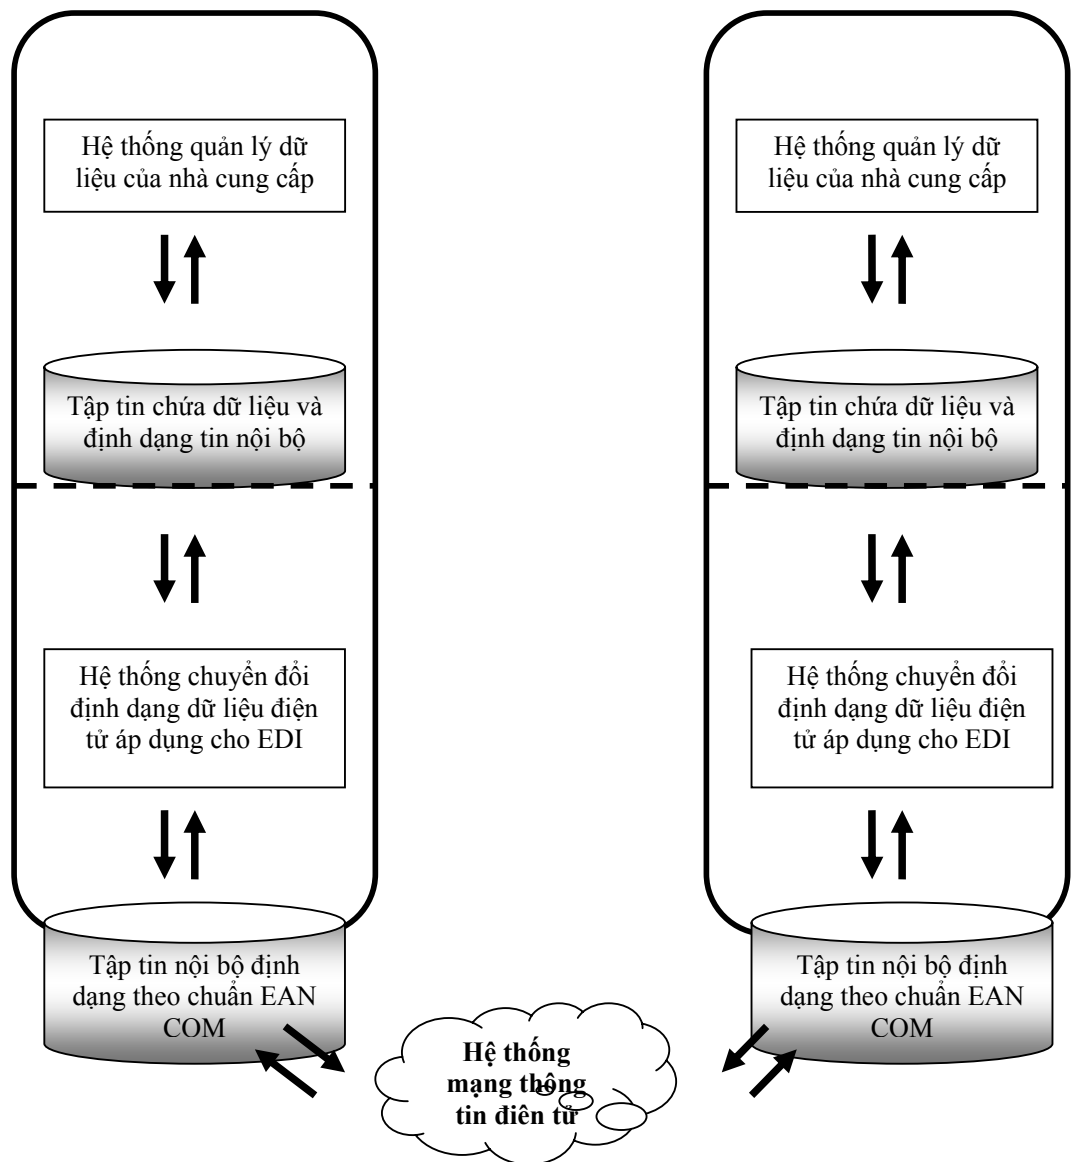 Hệ thống quản lý dữ
liệu của nhà cung cấp
Tập tin chứa dữ liệu và
định dạng tin nội bộ
Hệ thống chuyển đổi
định dạng dữ liệu điện
tử áp dụng cho EDI
Tập tin nội bộ định
dạng theo chuẩn EAN
COM
Hệ thống quản lý dữ
liệu của nhà cung cấp
Tập tin chứa dữ liệu và
định dạng tin nội bộ
Hệ thống chuyển đổi
định dạng dữ liệu điện
tử áp dụng cho EDI
Tập tin nội bộ định
dạng theo chuẩn EAN
COM
Hệ thống
mạng thông
tin điên tử